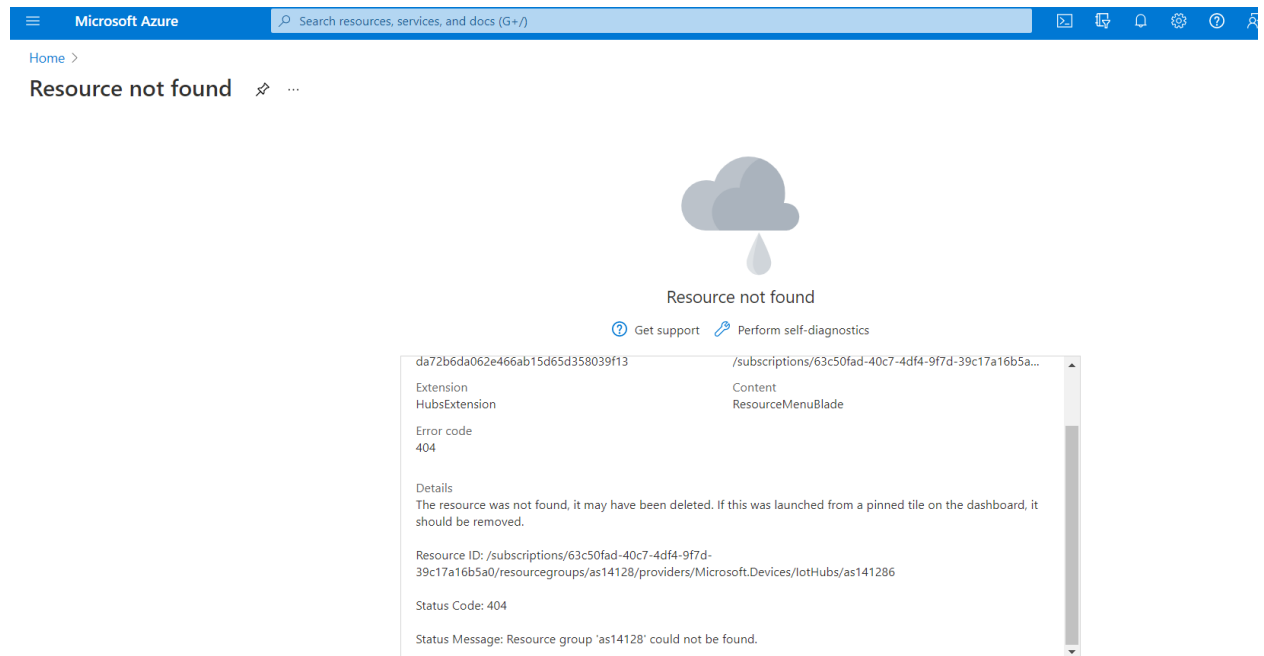 Microsoft Azure
Search resources, services, and docs (G+/)
Home >
Resource not found ...
Resource not found
Get support Perform self-diagnostics
da72b6da062e466ab15d65d358039f13 /subscriptions/63c50fad-40c7-4df4-9f7d-39c17a16b5a...
Extension Content
HubsExtension ResourceMenuBlade
Error code
404
Details
The resource was not found, it may have been deleted. If this was launched from a pinned tile on the dashboard, it
should be removed.
Resource ID: /subscriptions/63c50fad-40c7-4df4-9f7d-
39c17a16b5a0/resourcegroups/as14128/providers/Microsoft.Devices/IotHubs/as141286
Status Code: 404
Status Message: Resource group 'as14128' could not be found.